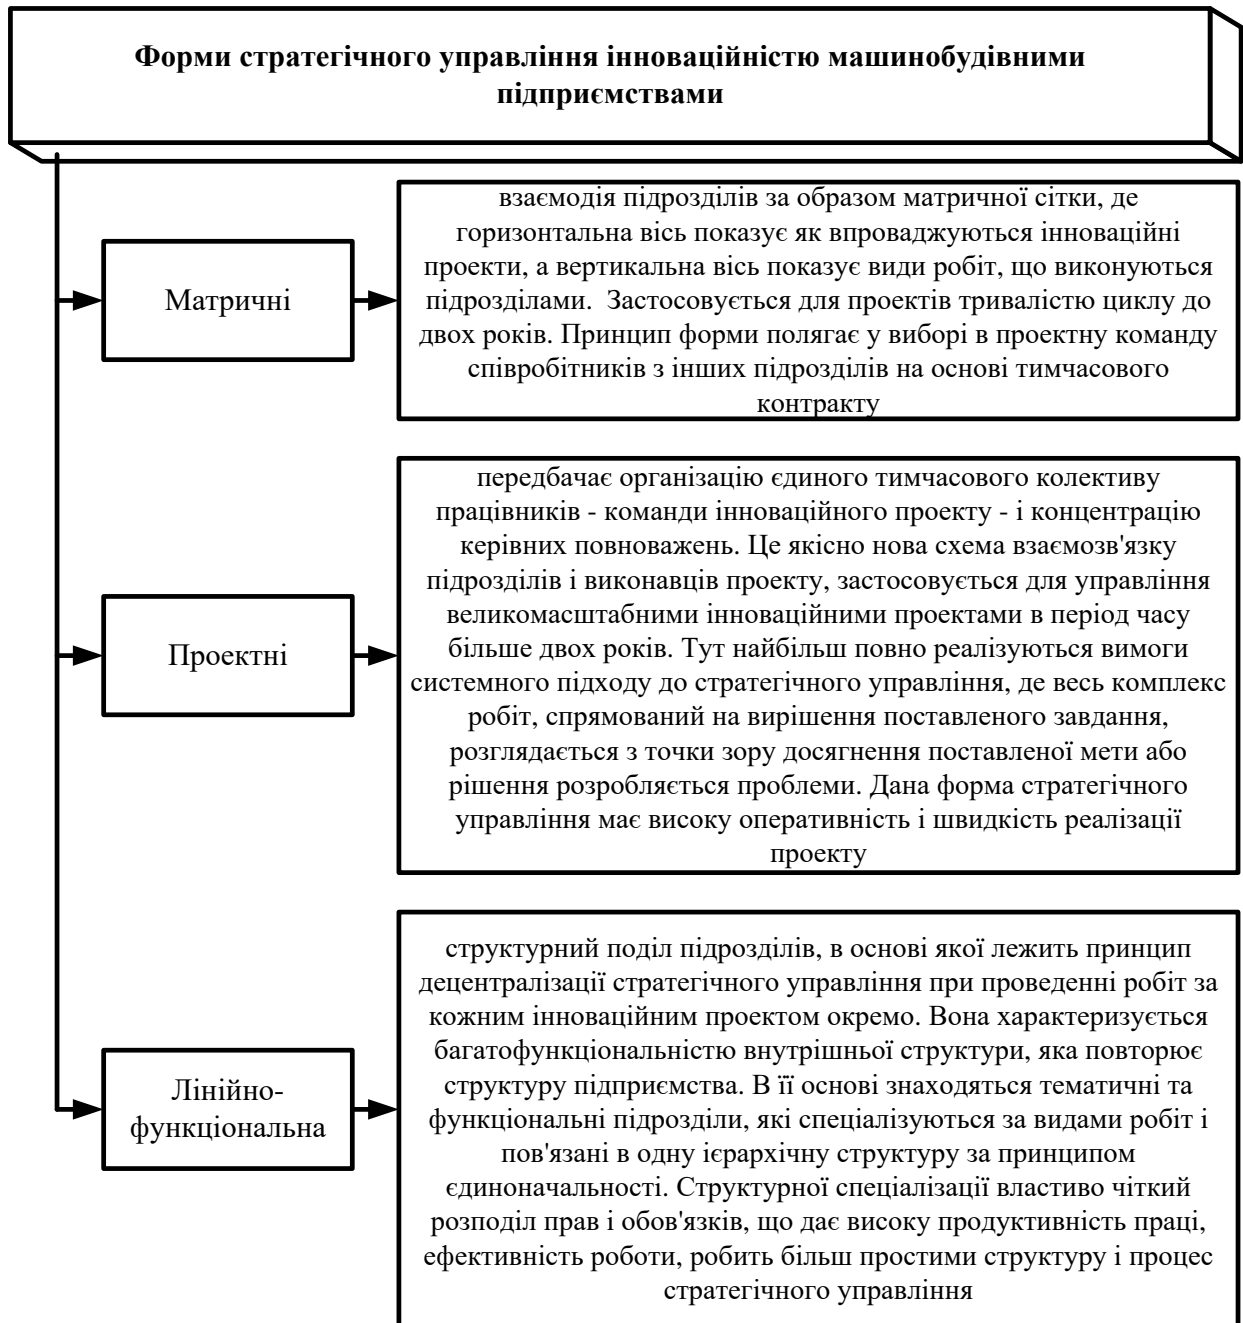 Форми стратегічного управління інноваційністю машинобудівними
підприємствами
Матричні
взаємодія підрозділів за образом матричної сітки, де
горизонтальна вісь показує як впроваджуються інноваційні
проекти, а вертикальна вісь показує види робіт, що виконуються
підрозділами.  Застосовується для проектів тривалістю циклу до
двох років. Принцип форми полягає у виборі в проектну команду
співробітників з інших підрозділів на основі тимчасового
контракту
Проектні
передбачає організацію єдиного тимчасового колективу
працівників - команди інноваційного проекту - і концентрацію
керівних повноважень. Це якісно нова схема взаємозв'язку
підрозділів і виконавців проекту, застосовується для управління
великомасштабними інноваційними проектами в період часу
більше двох років. Тут найбільш повно реалізуються вимоги
системного підходу до стратегічного управління, де весь комплекс
робіт, спрямований на вирішення поставленого завдання,
розглядається з точки зору досягнення поставленої мети або
рішення розробляється проблеми. Дана форма стратегічного
управління має високу оперативність і швидкість реалізації
проекту
Лінійно-
функціональна
структурний поділ підрозділів, в основі якої лежить принцип
децентралізації стратегічного управління при проведенні робіт за
кожним інноваційним проектом окремо. Вона характеризується
багатофункціональністю внутрішньої структури, яка повторює
структуру підприємства. В її основі знаходяться тематичні та
функціональні підрозділи, які спеціалізуються за видами робіт і
пов'язані в одну ієрархічну структуру за принципом
єдиноначальності. Структурної спеціалізації властиво чіткий
розподіл прав і обов'язків, що дає високу продуктивність праці,
ефективність роботи, робить більш простими структуру і процес
стратегічного управління